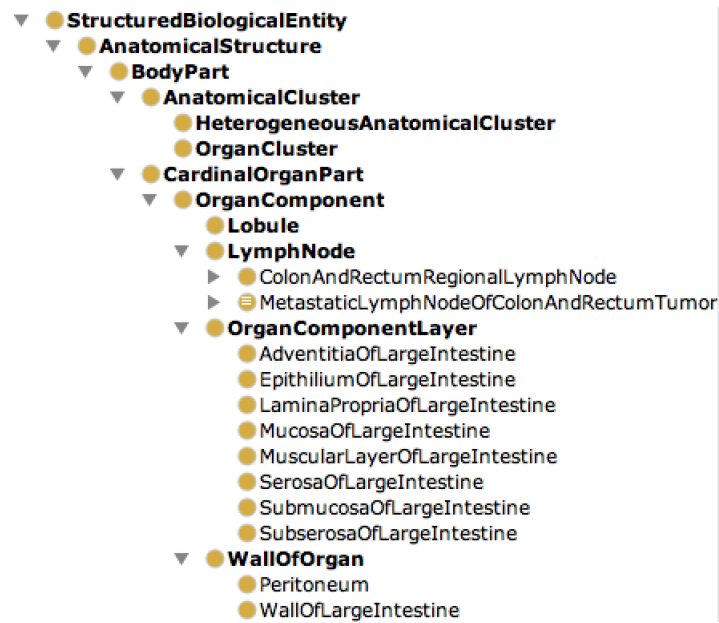 StructuredBiologicalEntity
AnatomicalStructure
BodyPart
AnatomicalCluster
HeterogeneousAnatomicalCluster
OrganCluster
CardinalOrganPart
OrganComponent
Lobule
LymphNode
ColonAndRectumRegionalLymphNode
MetastaticLymphNodeOfColonAndRectumTumor
OrganComponentLayer
AdventitiaOfLargeIntestine
EpithiliumOfLargeIntestine
LaminaPropriaOfLargeIntestine
MucosaOfLargeIntestine
MuscularLayerOfLargeIntestine
SerosaOfLargeIntestine
SubmucosaOfLargeIntestine
SubserosaOfLargeIntestine
WallOfOrgan
Peritoneum
WallOfLargeIntestine